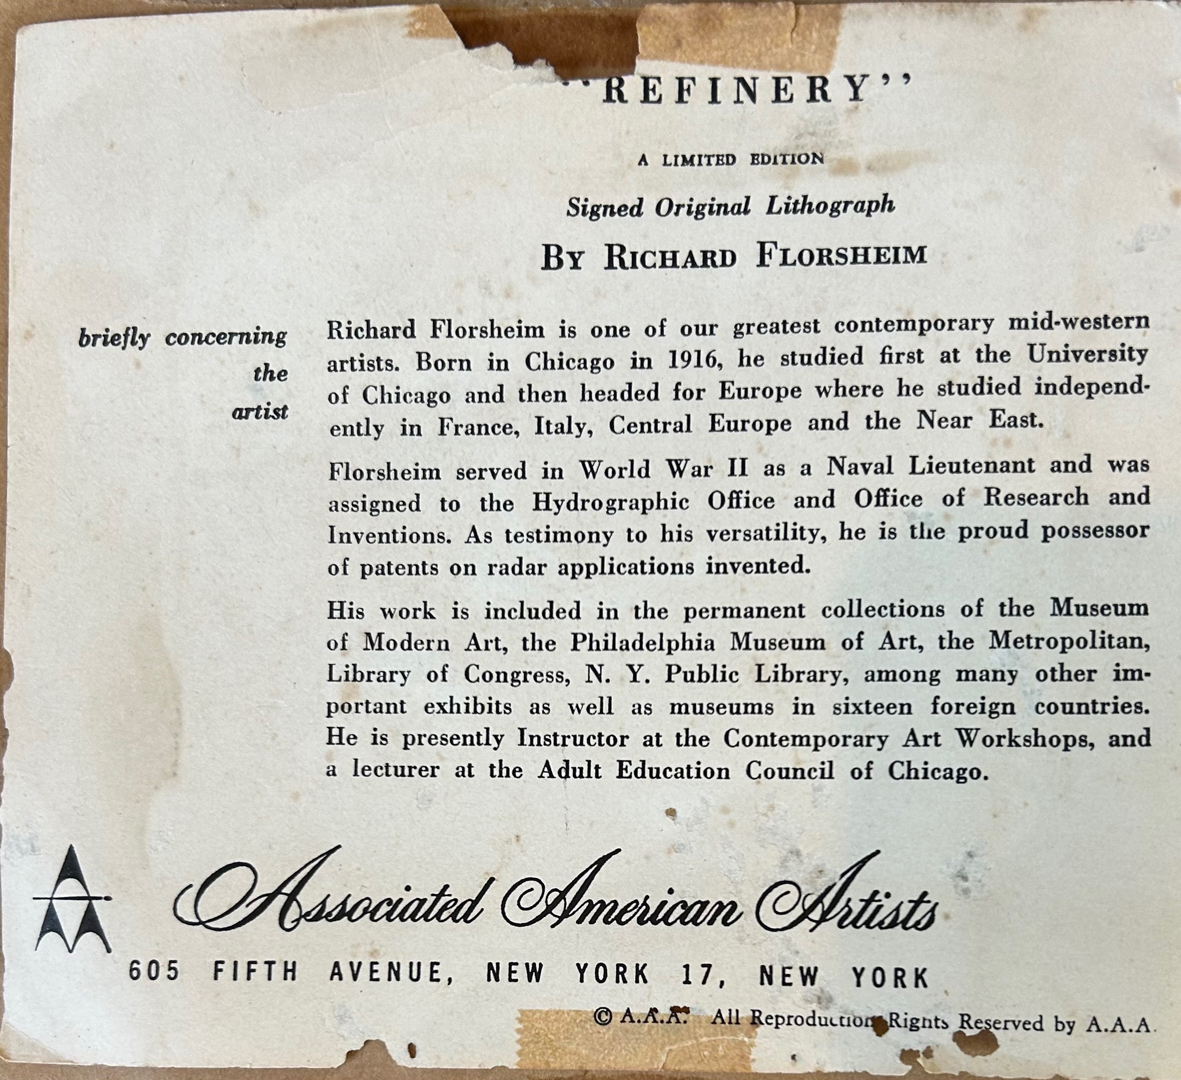 "REFINERY"
A LIMITED EDITION
Signed Original Lithograph
BY RICHARD FLORSHEIM
briefly concerning
the
artist
Richard Florsheim is one of our greatest contemporary mid-western
artists. Born in Chicago in 1916, he studied first at the University
of Chicago and then headed for Europe where he studied independ-
ently in France, Italy, Central Europe and the Near East.
Florsheim served in World War II as a Naval Lieutenant and was
assigned to the Hydrographic Office and Office of Research and
Inventions. As testimony to his versatility, he is the proud possessor
of patents on radar applications invented.
His work is included in the permanent collections of the Museum
of Modern Art, the Philadelphia Museum of Art, the Metropolitan,
Library of Congress, N. Y. Public Library, among many other im-
portant exhibits as well as museums in sixteen foreign countries.
He is presently Instructor at the Contemporary Art Workshops, and
a lecturer at the Adult Education Council of Chicago.
Associated American Artists
605 FIFTH AVENUE, NEW YORK 17, NEW YORK
© A.A.A. All Reproduction Rights Reserved by A.A.A.